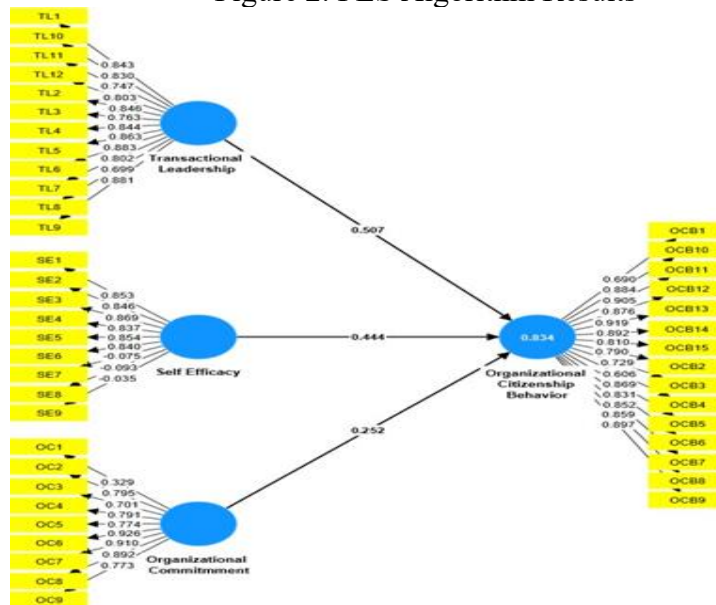 Figure 2. PLS Algorithm Results
TL1
TL10
TL11
TL12
TL2
TL3
TL4
TL5
TL6
TL7
TL8
TL9
0.843
0.830
0.747
0.803
0.846
0.763
0.844
0.863
0.883
0.802
0.699
0.881
Transactional
Leadership
0.507
SE1
SE2
SE3
SE4
SE5
SE6
SE7
SE8
SE9
0.853
0.846
0.869
0.837
0.854
0.840
-0.075
-0.093
-0.035
Self Efficacy
0.444
OC1
OC2
OC3
OC4
OC5
OC6
OC7
OC8
OC9
0.329
0.795
0.701
0.791
0.774
0.926
0.910
0.892
0.773
Organizational
Commitmment
0.252
0.834
Organizational
Citizenship
Behavior
0.690
0.884
0.905
0.876
0.919
0.892
0.810
0.790
0.729
0.606
0.869
0.831
0.852
0.859
0.897
OCB1
OCB10
OCB11
OCB12
OCB13
OCB14
OCB15
OCB2
OCB3
OCB4
OCB5
OCB6
OCB7
OCB8
OCB9